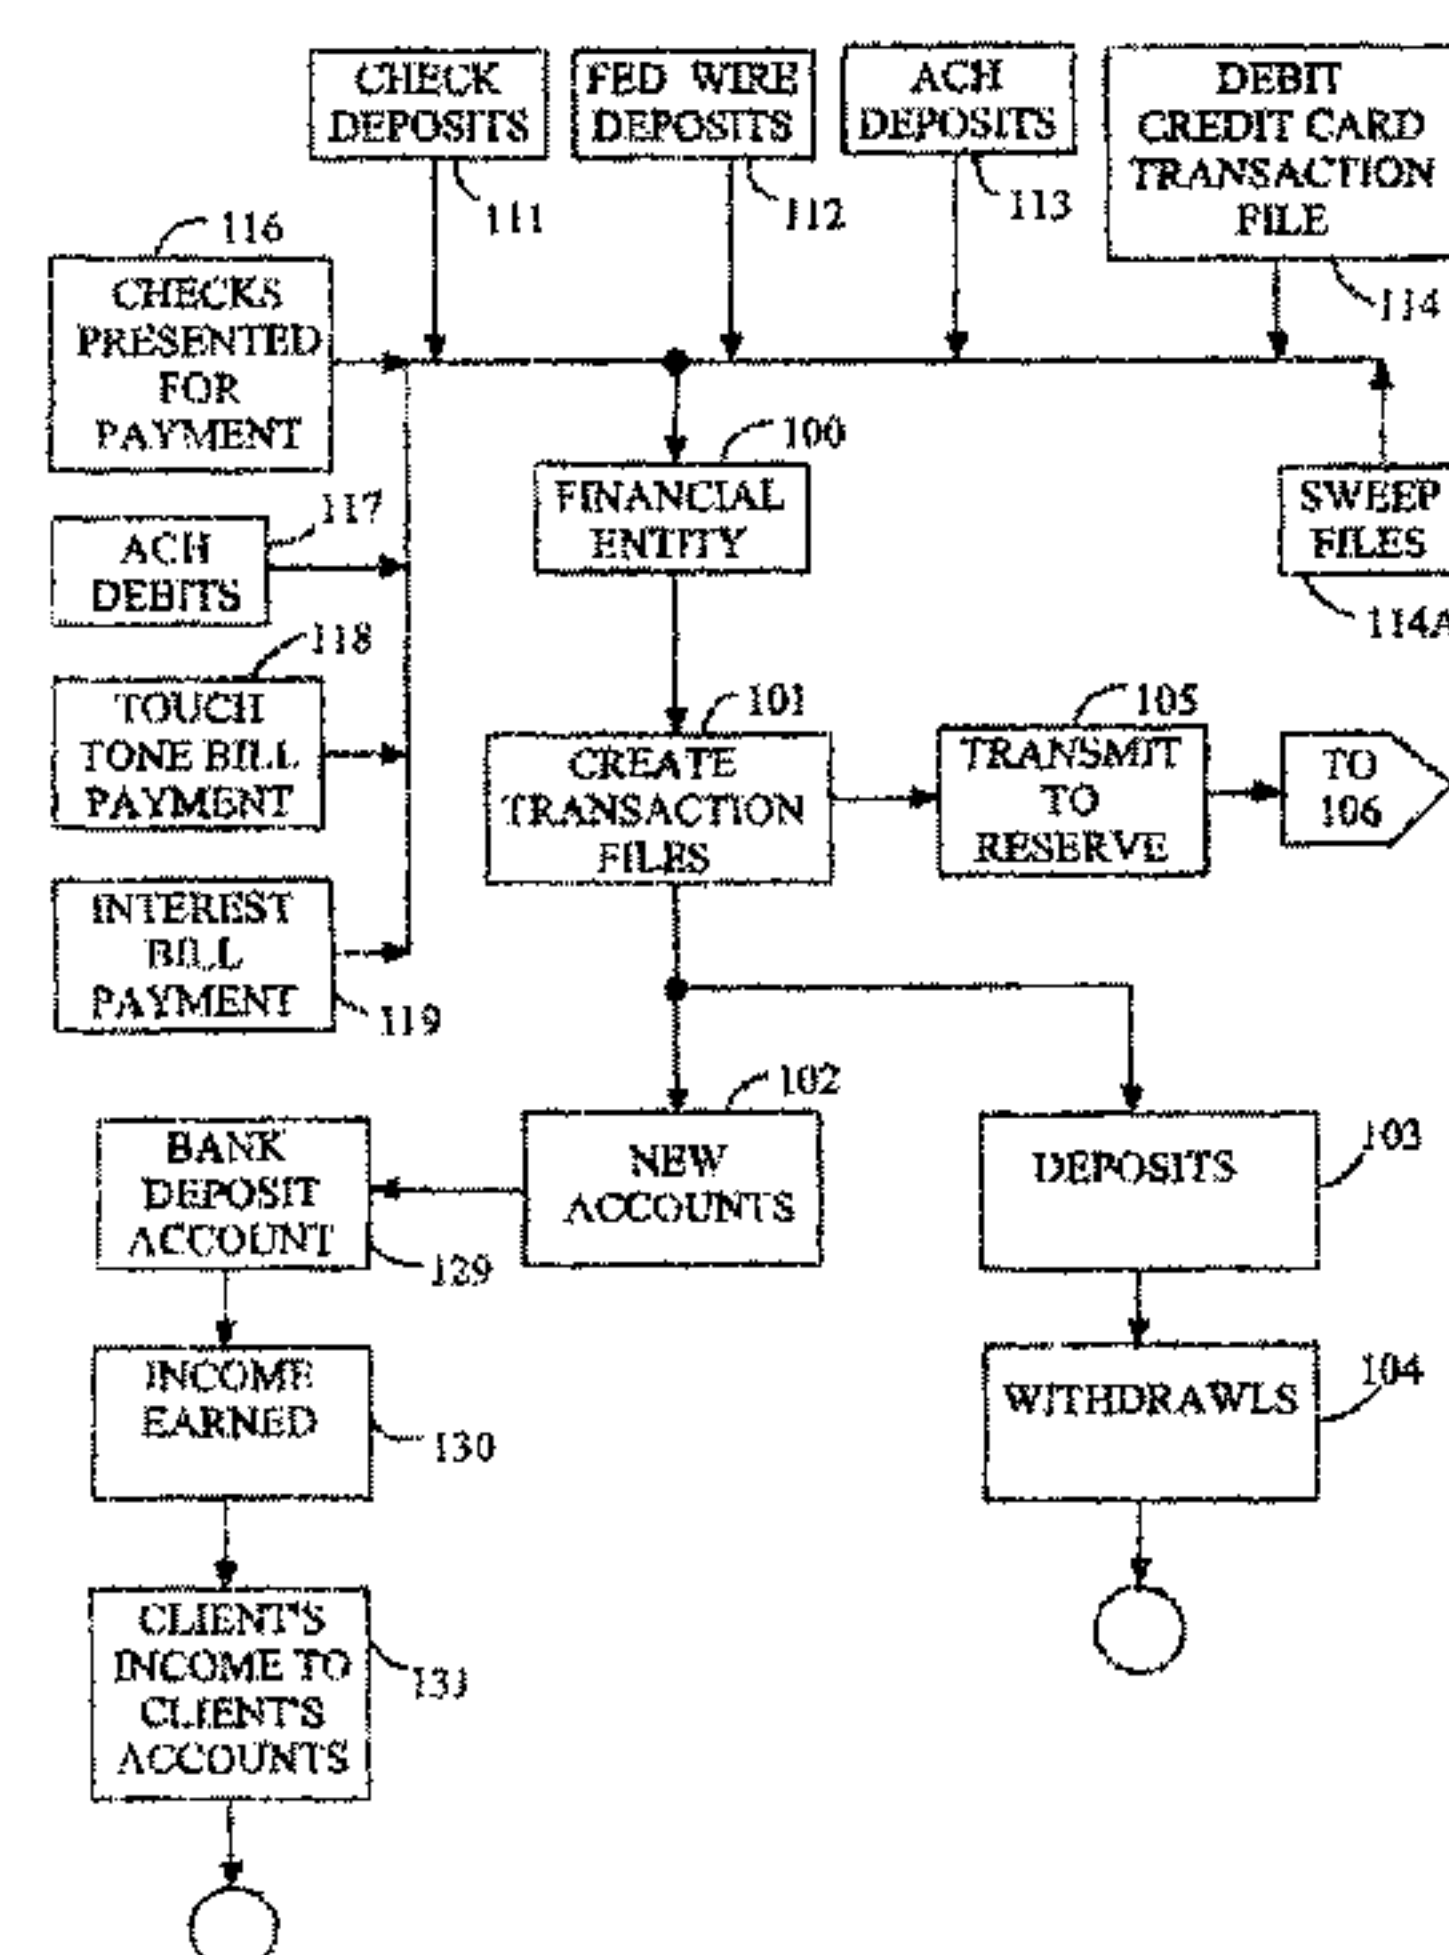 CHECK
DEPOSITS
111
FED WIRE
DEPOSITS
112
ACH
DEPOSITS
113
DEBIT
CREDIT CARD
TRANSACTION
FILE
114
116
CHECKS
PRESENTED
FOR
PAYMENT
100
FINANCIAL
ENTITY
SWEEP
FILES
114A
117
ACH
DEBITS
118
TOUCH
TONE BILL
PAYMENT
101
CREATE
TRANSACTION
FILES
105
TRANSMIT
TO
RESERVE
TO
106
INTEREST
BILL
PAYMENT
119
102
NEW
ACCOUNTS
DEPOSITS
103
BANK
DEPOSIT
ACCOUNT
129
INCOME
EARNED
130
WITHDRAWLS
104
CLIENT'S
INCOME TO
CLIENT'S
ACCOUNTS
131